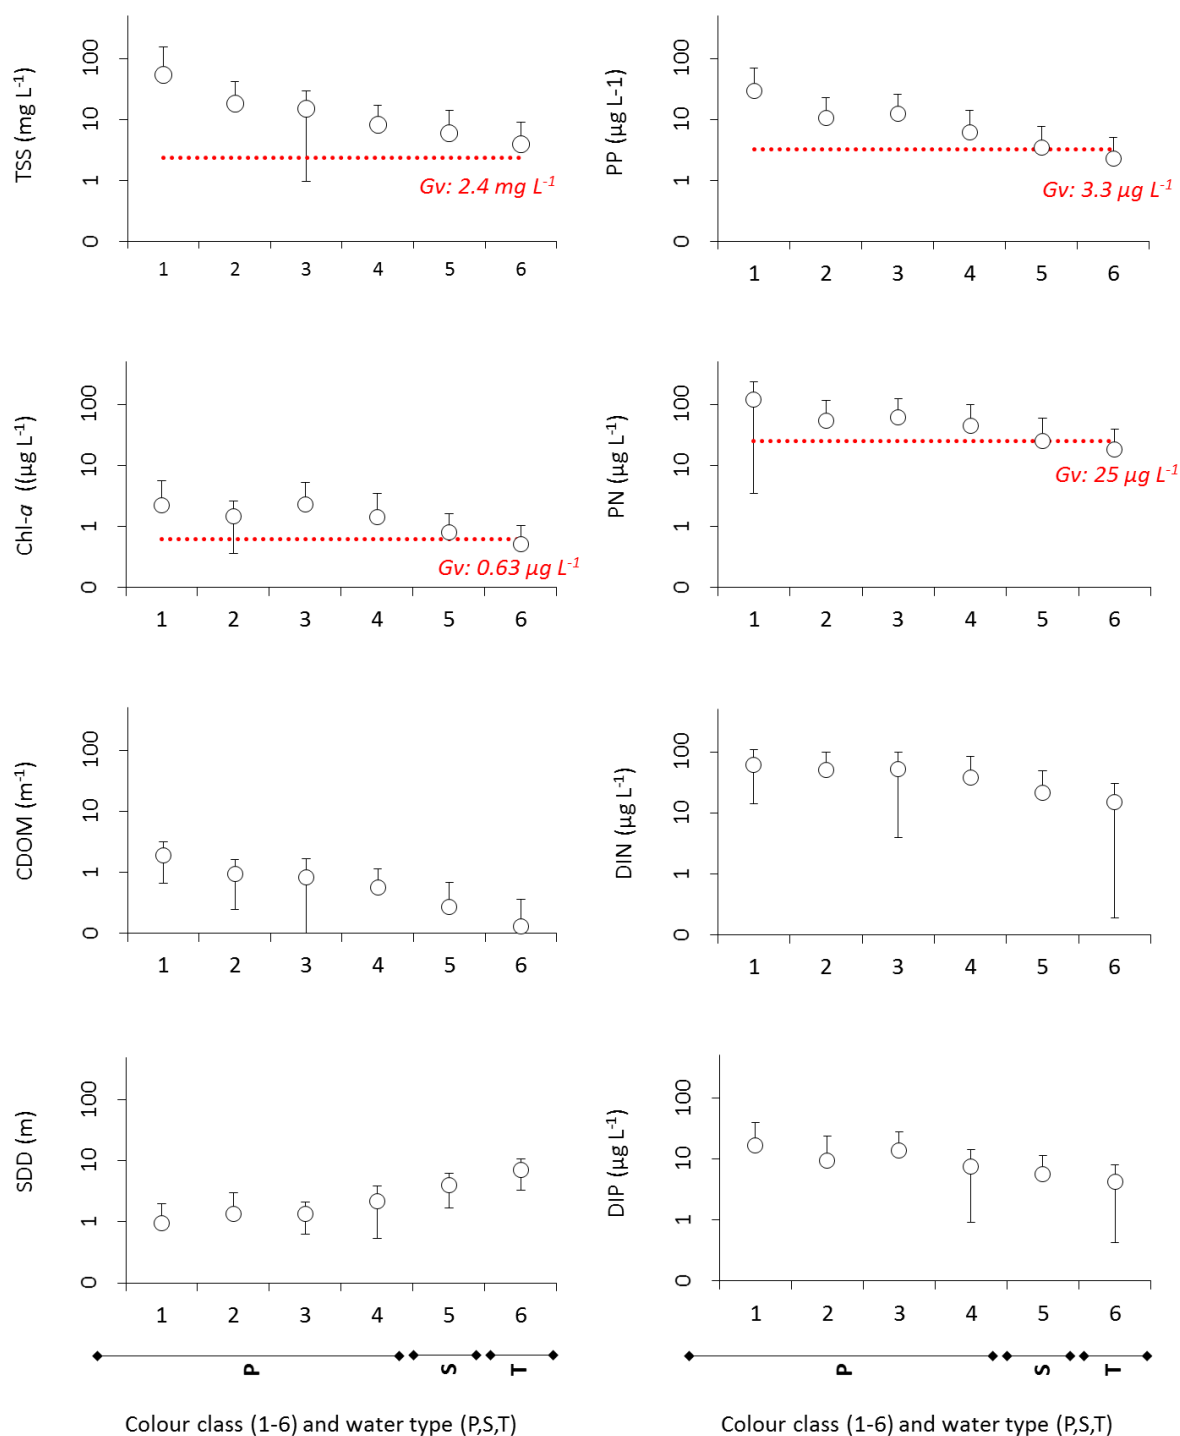 TSS (mg L-1)
100
10
1
0
Gv: 2.4 mg L-1
1 2 3 4 5 6
PP (µg L-1)
100
10
1
0
Gv: 3.3 µg L-1
1 2 3 4 5 6
Chl-a ((µg L-1)
100
10
1
0
Gv: 0.63 µg L-1
1 2 3 4 5 6
PN (µg L-1)
100
10
1
0
Gv: 25 µg L-1
1 2 3 4 5 6
CDOM (m-1)
100
10
1
0
1 2 3 4 5 6
DIN (µg L-1)
100
10
1
0
1 2 3 4 5 6
SDD (m)
100
10
1
0
1 2 3 4 5 6
P S T
Colour class (1-6) and water type (P,S,T)
DIP (µg L-1)
100
10
1
0
1 2 3 4 5 6
P S T
Colour class (1-6) and water type (P,S,T)